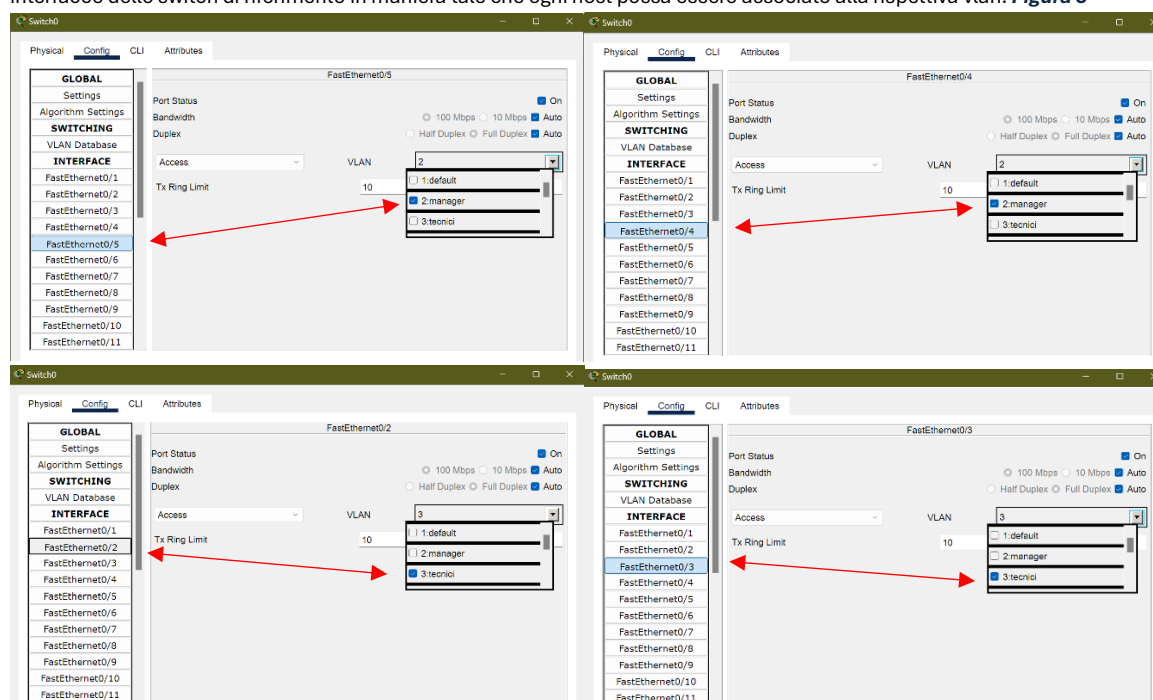 interfacce dello switch di riferimento in maniera tale che ogni host possa essere associato alla rispettiva vlan. Figura
Switch0
Physical Config CLI Attributes
GLOBAL
Settings
Algorithm Settings
SWITCHING
VLAN Database
INTERFACE
FastEthernet0/1
FastEthernet0/2
FastEthernet0/3
FastEthernet0/4
FastEthernet0/5
FastEthernet0/6
FastEthernet0/7
FastEthernet0/8
FastEthernet0/9
FastEthernet0/10
FastEthernet0/11
FastEthernet0/5
Port Status On
Bandwidth 100 Mbps 10 Mbps Auto
Duplex Half Duplex Full Duplex Auto
Access VLAN 2
Tx Ring Limit 10
1:default
2:manager
3:tecnici
Switch0
Physical Config CLI Attributes
GLOBAL
Settings
Algorithm Settings
SWITCHING
VLAN Database
INTERFACE
FastEthernet0/1
FastEthernet0/2
FastEthernet0/3
FastEthernet0/4
FastEthernet0/5
FastEthernet0/6
FastEthernet0/7
FastEthernet0/8
FastEthernet0/9
FastEthernet0/10
FastEthernet0/11
FastEthernet0/4
Port Status On
Bandwidth 100 Mbps 10 Mbps Auto
Duplex Half Duplex Full Duplex Auto
Access VLAN 2
Tx Ring Limit 10
1:default
2:manager
3:tecnici
Switch0
Physical Config CLI Attributes
GLOBAL
Settings
Algorithm Settings
SWITCHING
VLAN Database
INTERFACE
FastEthernet0/1
FastEthernet0/2
FastEthernet0/3
FastEthernet0/4
FastEthernet0/5
FastEthernet0/6
FastEthernet0/7
FastEthernet0/8
FastEthernet0/9
FastEthernet0/10
FastEthernet0/11
FastEthernet0/2
Port Status On
Bandwidth 100 Mbps 10 Mbps Auto
Duplex Half Duplex Full Duplex Auto
Access VLAN 3
Tx Ring Limit 10
1:default
2:manager
3:tecnici
Switch0
Physical Config CLI Attributes
GLOBAL
Settings
Algorithm Settings
SWITCHING
VLAN Database
INTERFACE
FastEthernet0/1
FastEthernet0/2
FastEthernet0/3
FastEthernet0/4
FastEthernet0/5
FastEthernet0/6
FastEthernet0/7
FastEthernet0/8
FastEthernet0/9
FastEthernet0/10
FastEthernet0/11
FastEthernet0/3
Port Status On
Bandwidth 100 Mbps 10 Mbps Auto
Duplex Half Duplex Full Duplex Auto
Access VLAN 3
Tx Ring Limit 10
1:default
2:manager
3:tecnici